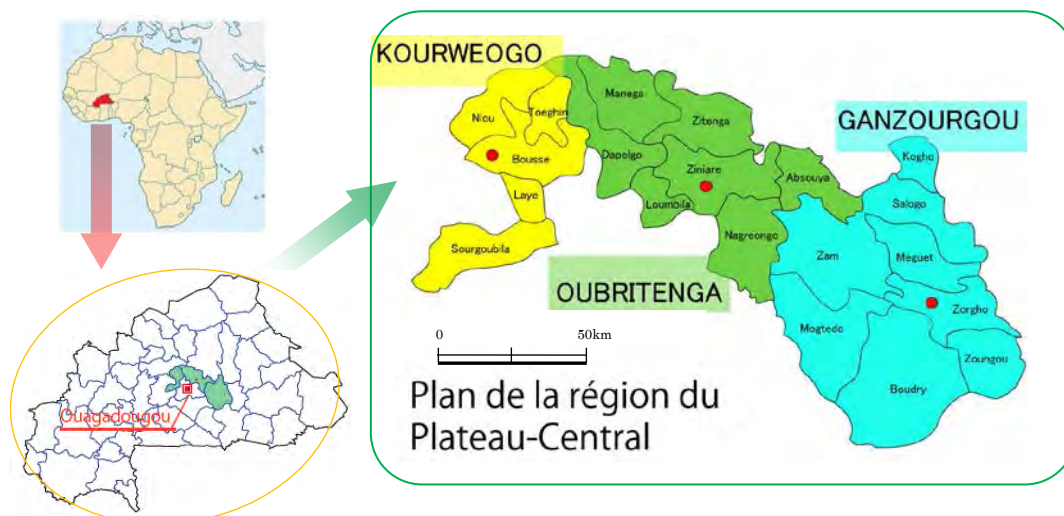 KOURWEOGO
Manega
Niou
Toeghin
Zitenga
GANZOURGOU
Kogho
Dapelgo
Bousse
Ziniare
Absouya
Laye
Loumbila
Salogo
Nagreongo
Sourgoubila
Zam
Meguet
OUBRITENGA
Zorgho
Mogtedo
Zoungou
Boudry
0 50km
Plan de la région du
Plateau-Central
Ouagadougou